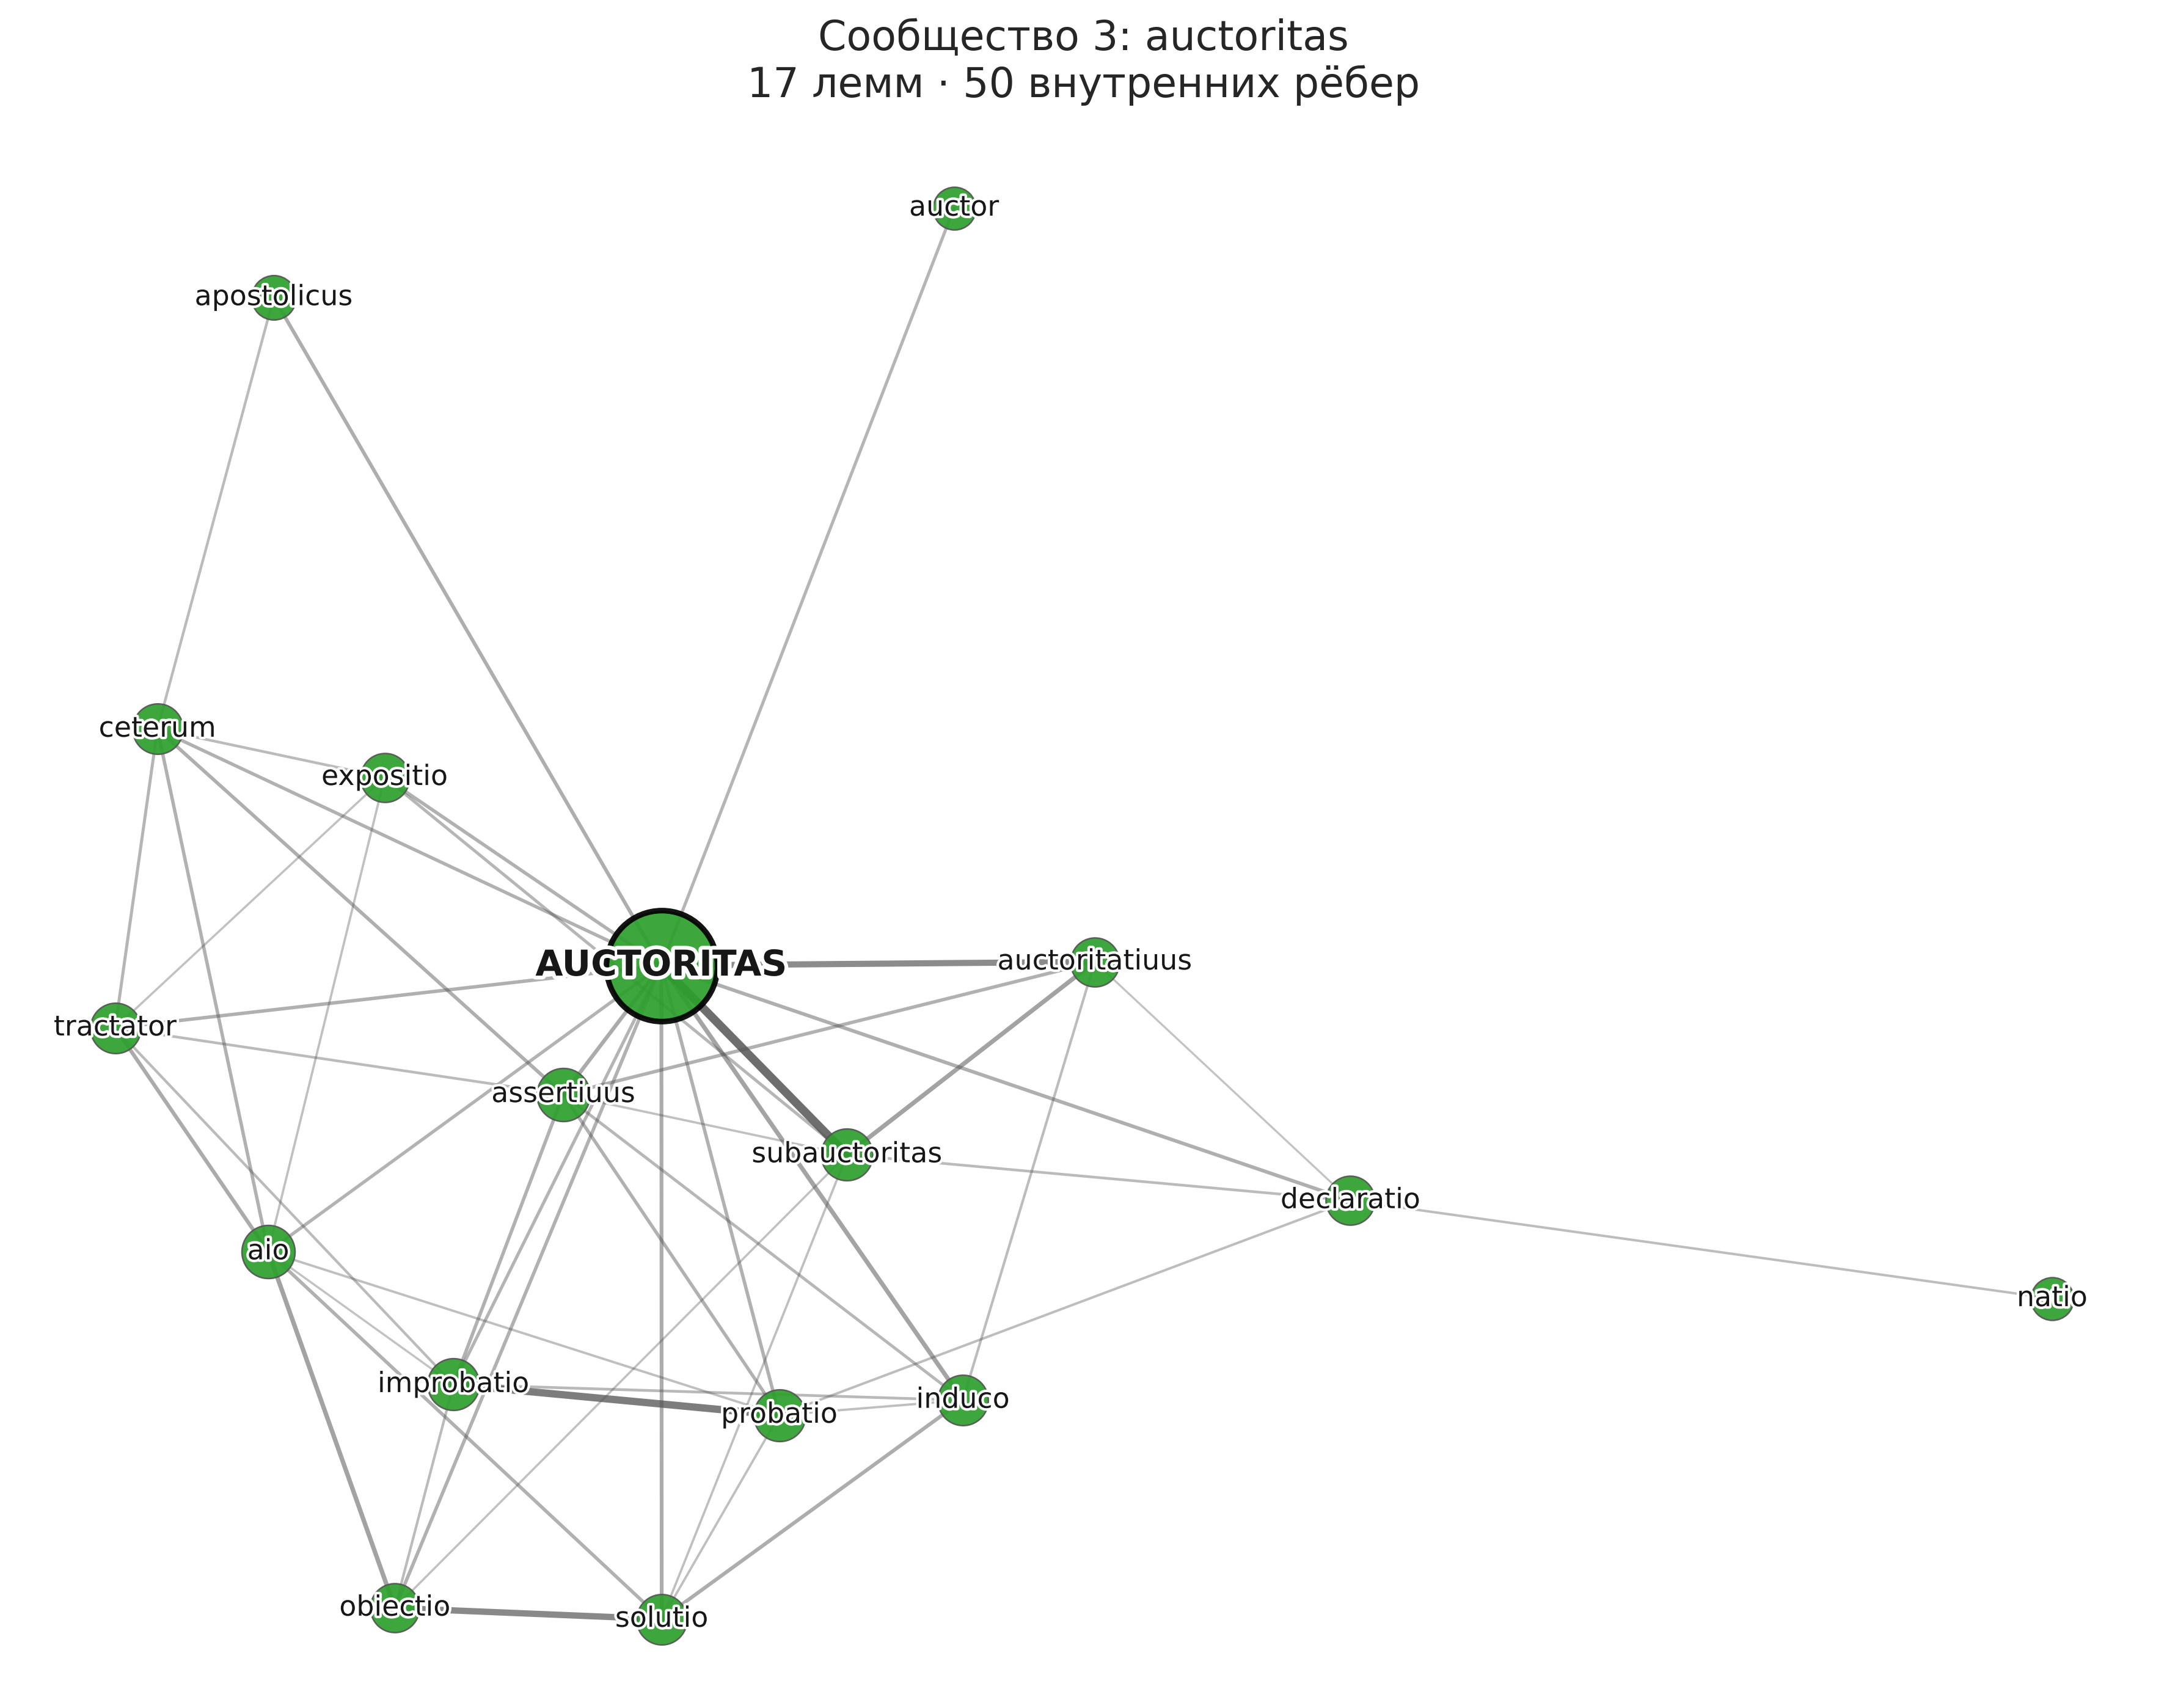 Сообщество 3: auctoritas
17 лемм · 50 внутренних рёбер
auctor
apostolicus
ceterum
expositio
AUCTORITAS
auctoritatiuus
tractator
assertiuus
subauctoritas
declaratio
aio
natio
improbatio
probatio
induco
obiectio
solutio